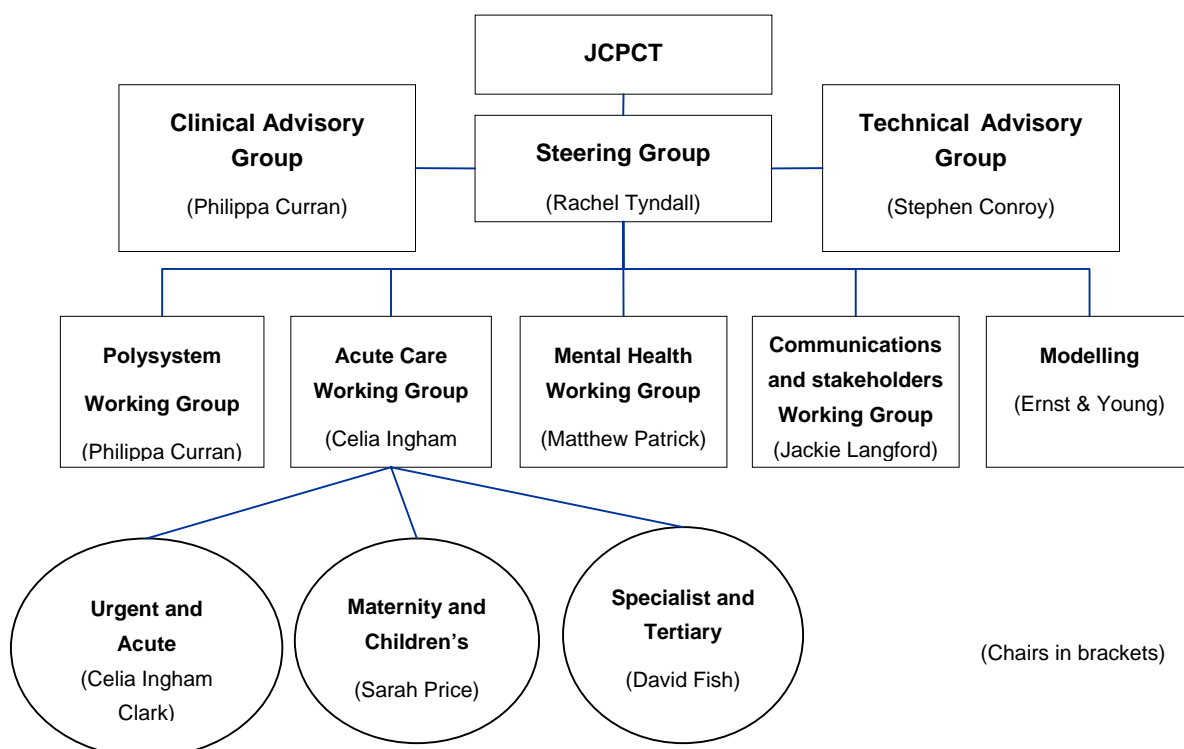 JCPCT
Clinical Advisory
Group
(Philippa Curran)
Steering Group
(Rachel Tyndall)
Technical Advisory
Group
(Stephen Conroy)
Polysystem
Working Group
(Philippa Curran)
Acute Care
Working Group
(Celia Ingham
Mental Health
Working Group
(Matthew Patrick)
Communications
and stakeholders
Working Group
(Jackie Langford)
Modelling
(Ernst & Young)
Urgent and
Acute
(Celia Ingham
Clark)
Maternity and
Children’s
(Sarah Price)
Specialist and
Tertiary
(David Fish)
(Chairs in brackets)